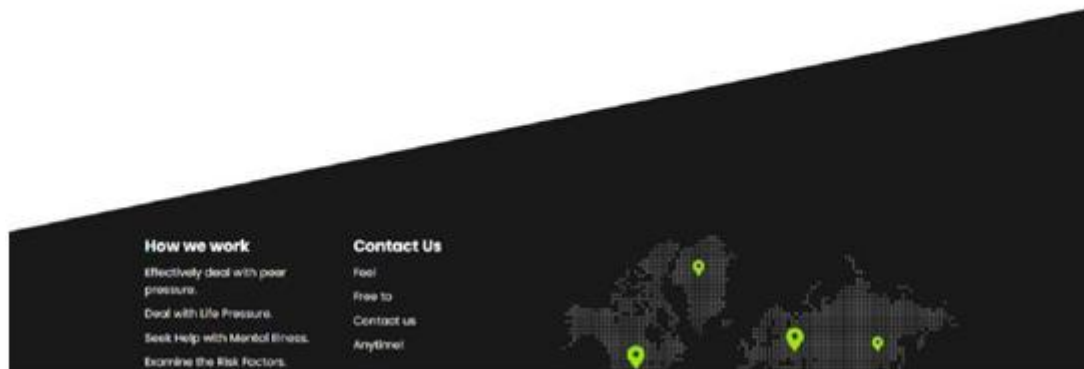 How we work
Effectively deal with peer
pressure.
Deal with Life Pressure.
Seek Help with Mental Illness.
Examine the Risk Factors.
Contact Us
Feel
Free to
Contact us
Anytime!